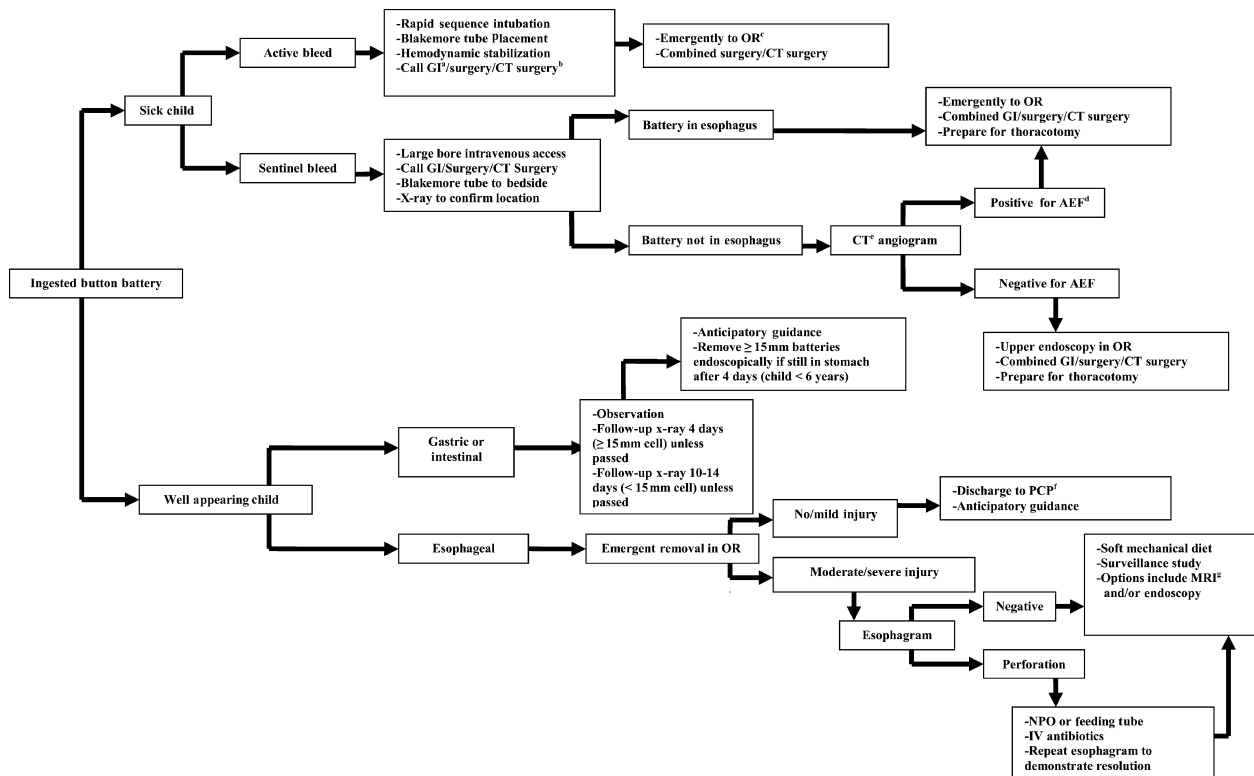 -Rapid sequence intubation
-Blakemore tube Placement
-Hemodynamic stabilization
-Call GIᵃ/surgery/CT surgeryᵇ
Active bleed
-Emergently to ORᶜ
-Combined surgery/CT surgery
Sick child
Battery in esophagus
-Emergently to OR
-Combined GI/surgery/CT surgery
-Prepare for thoracotomy
Sentinel bleed
-Large bore intravenous access
-Call GI/Surgery/CT Surgery
-Blakemore tube to bedside
-X-ray to confirm location
Positive for AEFᵈ
Battery not in esophagus
CTᵉ angiogram
Ingested button battery
Negative for AEF
-Anticipatory guidance
-Remove ≥ 15mm batteries
endoscopically if still in stomach
after 4 days (child < 6 years)
-Upper endoscopy in OR
-Combined GI/surgery/CT surgery
-Prepare for thoracotomy
Gastric or
intestinal
-Observation
-Follow-up x-ray 4 days
(≥ 15mm cell) unless
passed
-Follow-up x-ray 10-14
days (< 15mm cell) unless
passed
Well appearing child
No/mild injury
-Discharge to PCPᶠ
-Anticipatory guidance
Esophageal
Emergent removal in OR
Moderate/severe injury
-Soft mechanical diet
-Surveillance study
-Options include MRIᵍ
and/or endoscopy
Negative
Esophagram
Perforation
-NPO or feeding tube
-IV antibiotics
-Repeat esophagram to
demonstrate resolution